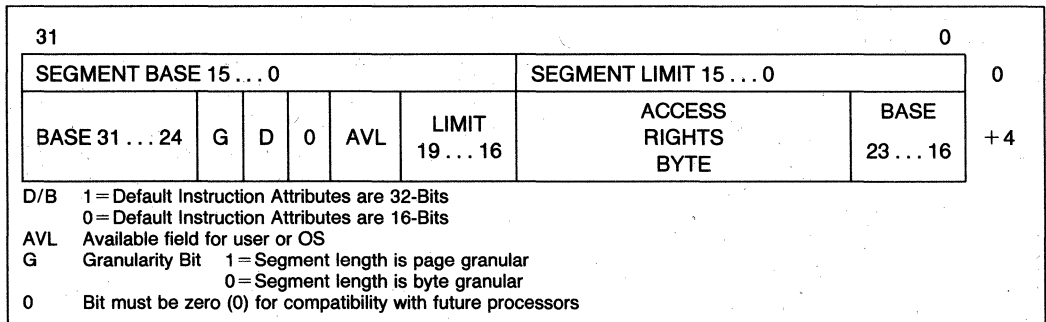 31 0
SEGMENT BASE 15 . . . 0 SEGMENT LIMIT 15 . . . 0 0
BASE 31 . . . 24 G D 0 AVL LIMIT 19 . . . 16 ACCESS RIGHTS BYTE BASE 23 . . . 16 +4
D/B 1=Default Instruction Attributes are 32-Bits
0=Default Instruction Attributes are 16-Bits
AVL Available field for user or OS
G Granularity Bit 1=Segment length is page granular
0=Segment length is byte granular
0 Bit must be zero (0) for compatibility with future processors